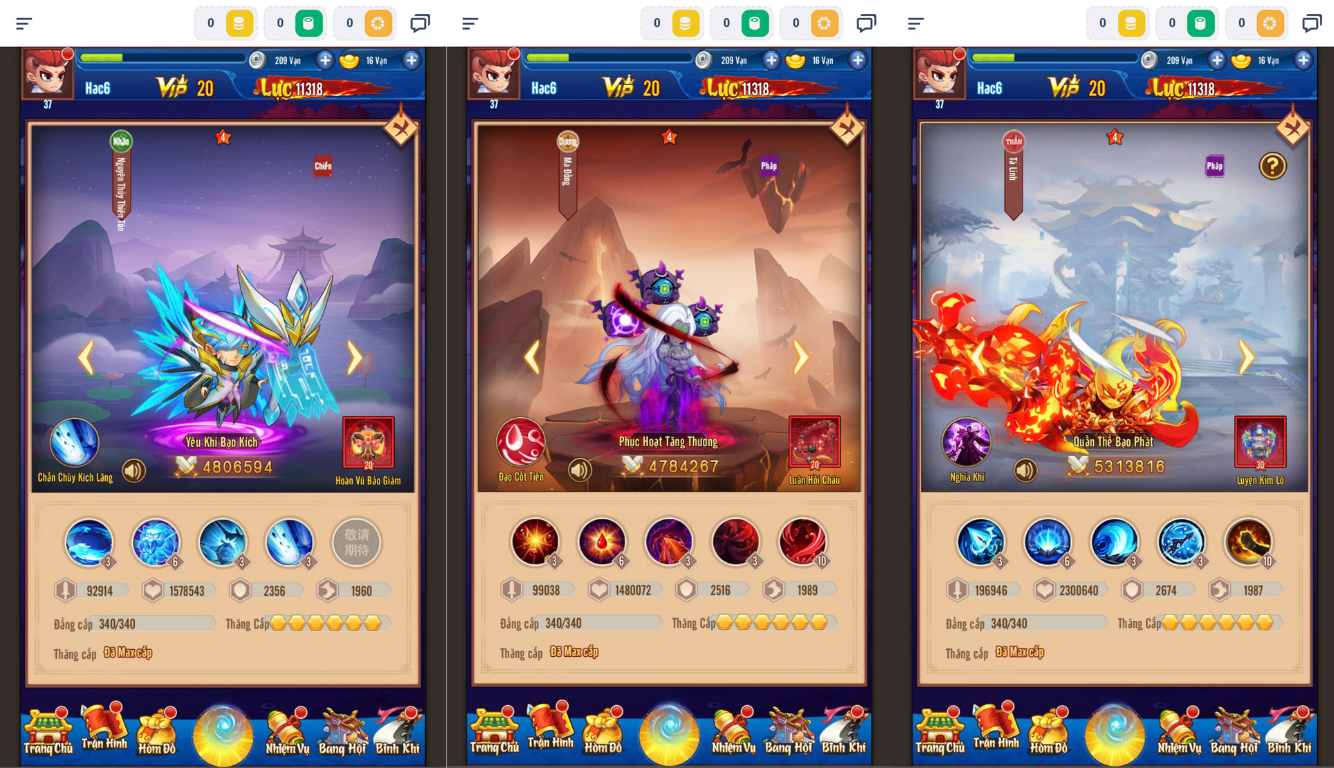 0 0 0
209 Vạn 16 Vạn
Hac6 VIP 20 Lực 11318
37
Nhân
4
Nguyên Thủy Thiên Tôn
Chiến
Yêu Khí Bạo Kích
4806594
Chấn Chùy Kích Lãng
20
Hoàn Vũ Bảo Giám
敬请
期待
3 6 3 3
92914 1578543 2356 1960
Đẳng cấp 340/340 Thăng Cấp
Thăng cấp Đã Max cấp
Trang Chủ Trận Hình Hòm Đồ Nhiệm Vụ Bang Hội Binh Khí
0 0 0
209 Vạn 16 Vạn
Hac6 VIP 20 Lực 11318
37
Dương
4
Ma Đồng
Pháp
Phục Hoạt Tăng Thương
4784267
Đạo Cốt Tiên
20
Luân Hồi Châu
3 6 3 3 10
99038 1480072 2516 1989
Đẳng cấp 340/340 Thăng Cấp
Thăng cấp Đã Max cấp
Trang Chủ Trận Hình Hòm Đồ Nhiệm Vụ Bang Hội Binh Khí
0 0 0
209 Vạn 16 Vạn
Hac6 VIP 20 Lực 11318
37
THẦN
4
Tà Linh
Pháp
?
Quần Thể Bạo Phát
5313816
Nghĩa Khí
30
Luyện Kim Lô
3 6 3 3 10
196946 2300640 2674 1987
Đẳng cấp 340/340 Thăng Cấp
Thăng cấp Đã Max cấp
Trang Chủ Trận Hình Hòm Đồ Nhiệm Vụ Bang Hội Binh Khí